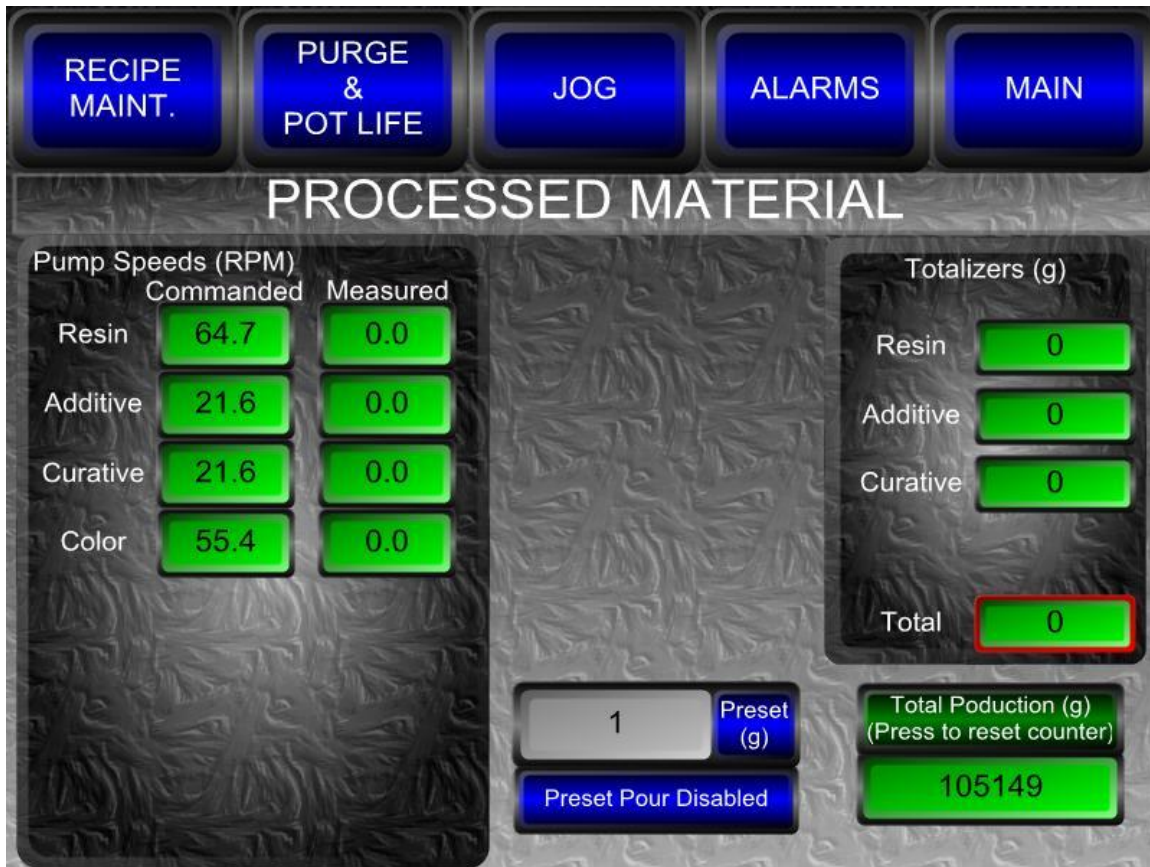 RECIPE
MAINT.
PURGE
&
POT LIFE
JOG
ALARMS
MAIN
PROCESSED MATERIAL
Pump Speeds (RPM)
Commanded Measured
Resin 64.7 0.0
Additive 21.6 0.0
Curative 21.6 0.0
Color 55.4 0.0
Totalizers (g)
Resin 0
Additive 0
Curative 0
Total 0
1 Preset
(g)
Preset Pour Disabled
Total Poduction (g)
(Press to reset counter)
105149